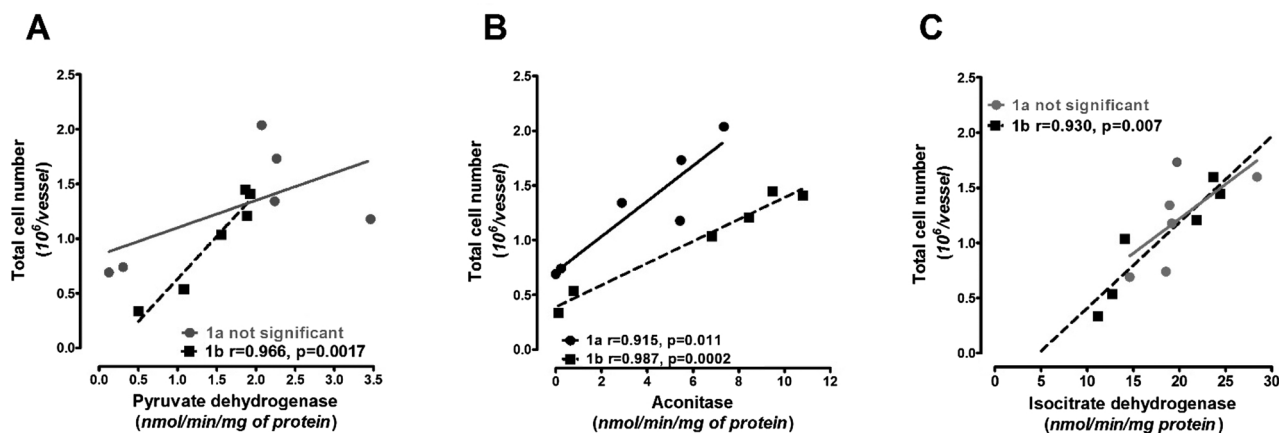 A
B
C
Total cell number
(10⁶/vessel)
2.5
2.0
1.5
1.0
0.5
0.0
1a not significant
1b r=0.966, p=0.0017
0.0 0.5 1.0 1.5 2.0 2.5 3.0 3.5
Pyruvate dehydrogenase
(nmol/min/mg of protein)
Total cell number
(10⁶/vessel)
2.5
2.0
1.5
1.0
0.5
0.0
1a r=0.915, p=0.011
1b r=0.987, p=0.0002
0 2 4 6 8 10 12
Aconitase
(nmol/min/mg of protein)
Total cell number
(10⁶/vessel)
2.5
2.0
1.5
1.0
0.5
0.0
1a not significant
1b r=0.930, p=0.007
0 5 10 15 20 25 30
Isocitrate dehydrogenase
(nmol/min/mg protein)